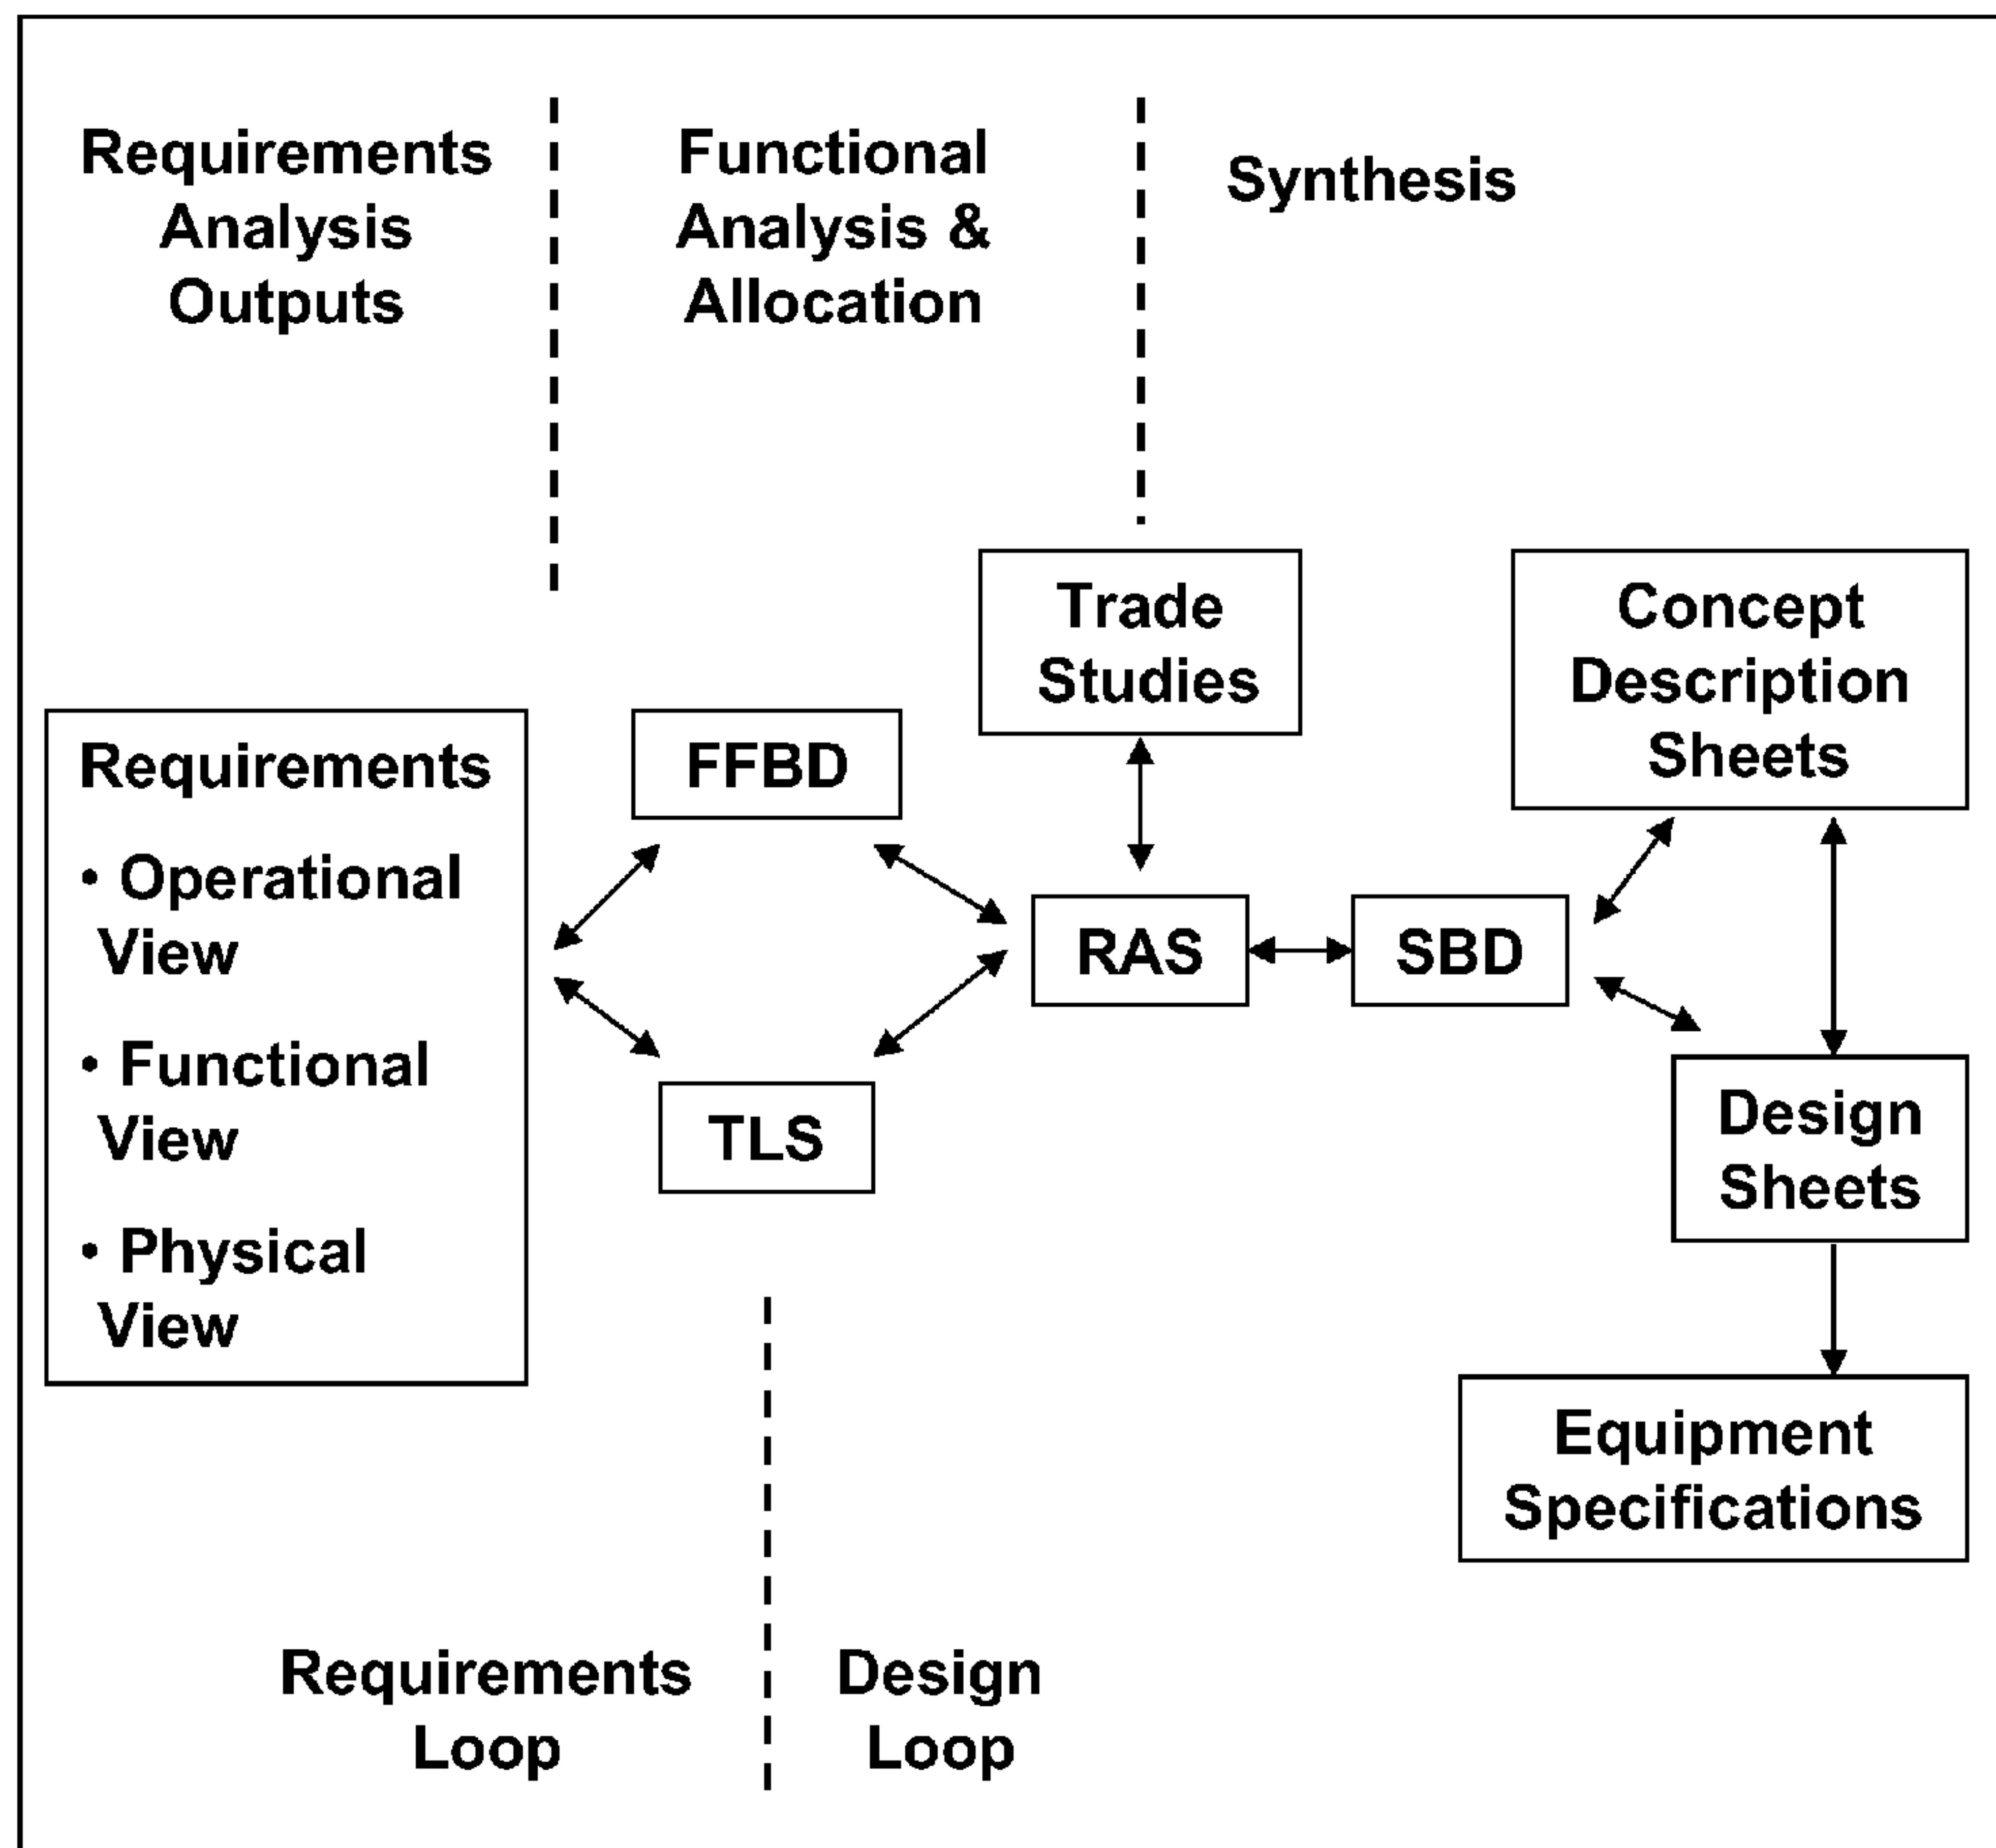 Requirements
Analysis
Outputs
Functional
Analysis &
Allocation
Synthesis
Trade
Studies
Concept
Description
Sheets
Requirements
• Operational
View
• Functional
View
• Physical
View
FFBD
RAS
SBD
TLS
Design
Sheets
Equipment
Specifications
Requirements
Loop
Design
Loop